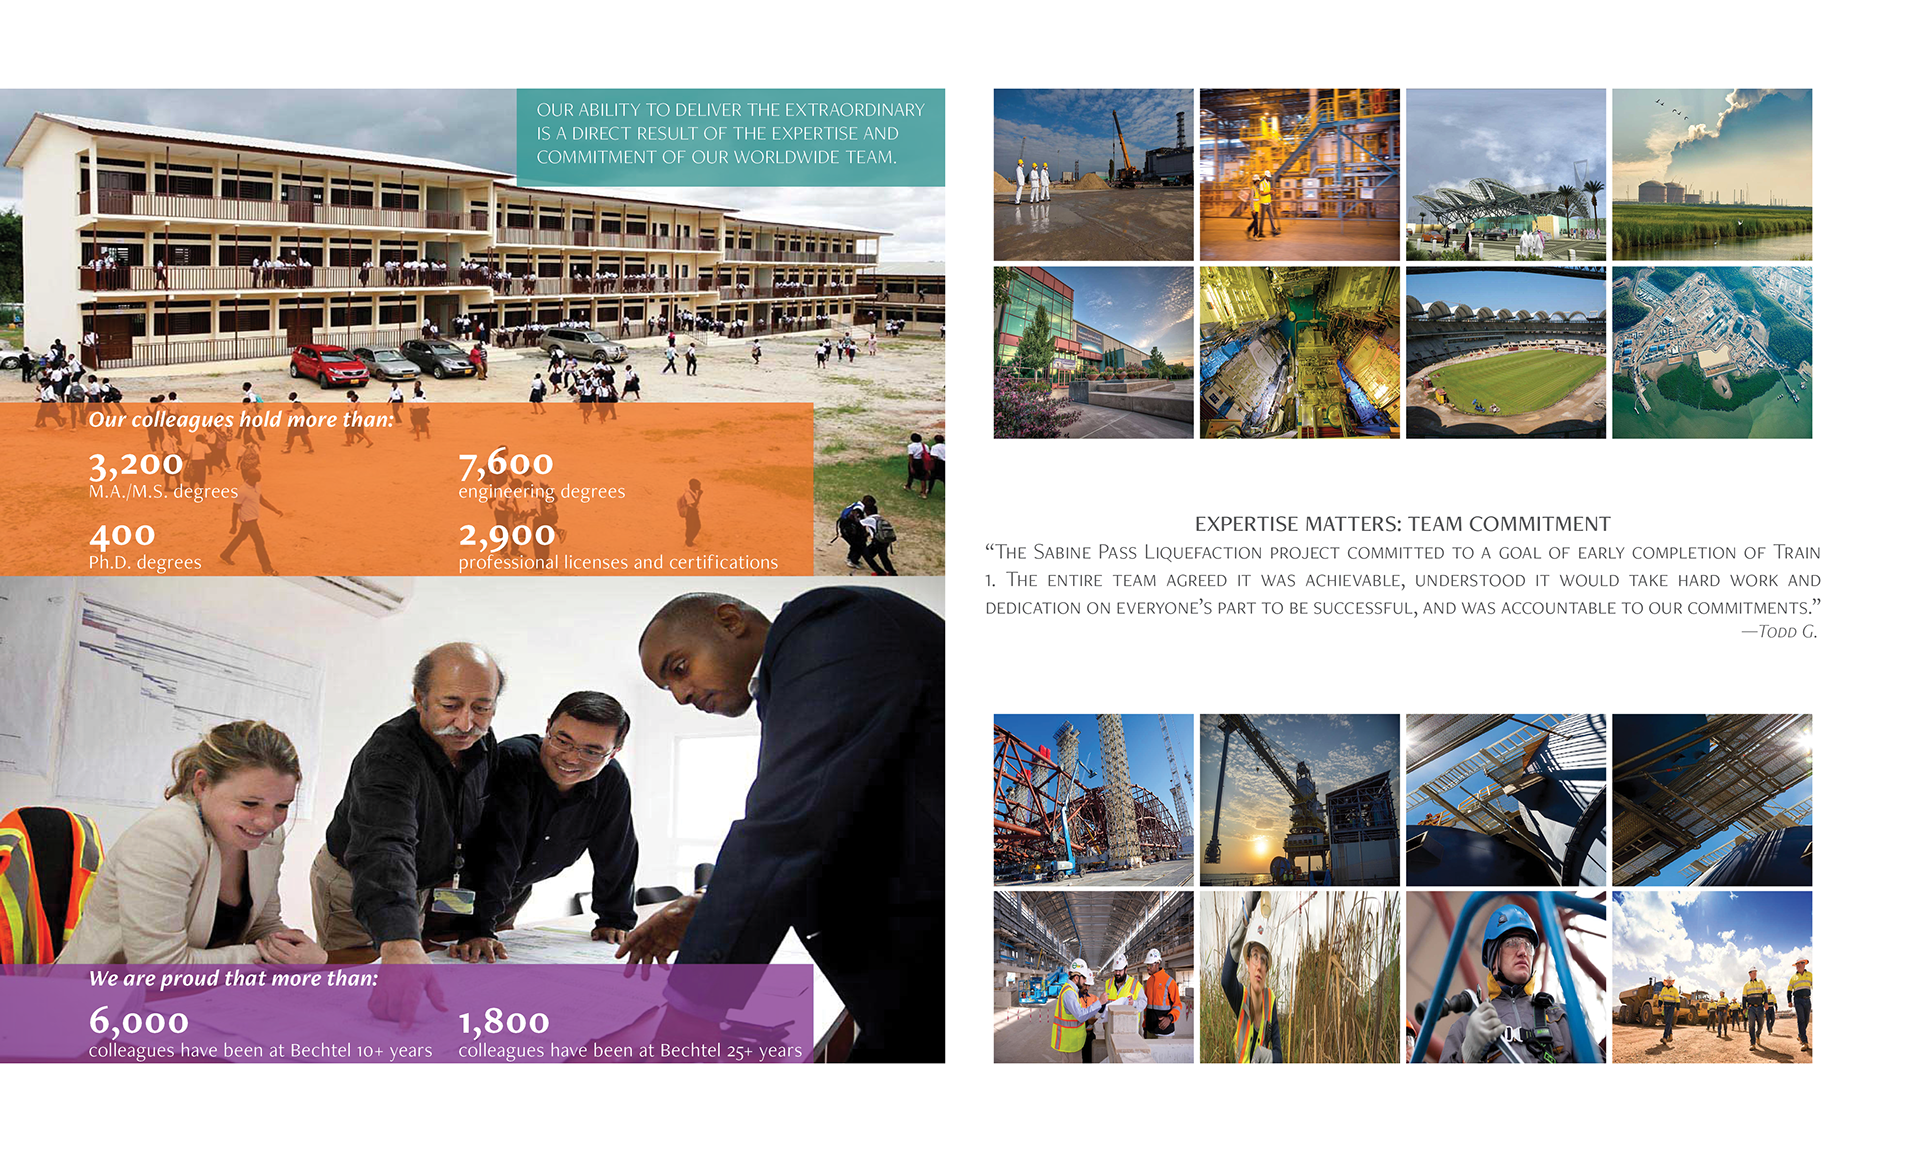 OUR ABILITY TO DELIVER THE EXTRAORDINARY
IS A DIRECT RESULT OF THE EXPERTISE AND
COMMITMENT OF OUR WORLDWIDE TEAM.
Our colleagues hold more than:
3,200
M.A./M.S. degrees
7,600
engineering degrees
400
Ph.D. degrees
2,900
professional licenses and certifications
We are proud that more than:
6,000
colleagues have been at Bechtel 10+ years
1,800
colleagues have been at Bechtel 25+ years
EXPERTISE MATTERS: TEAM COMMITMENT
“The Sabine Pass Liquefaction project committed to a goal of early completion of Train
1. The entire team agreed it was achievable, understood it would take hard work and
dedication on everyone’s part to be successful, and was accountable to our commitments.”
—Todd G.